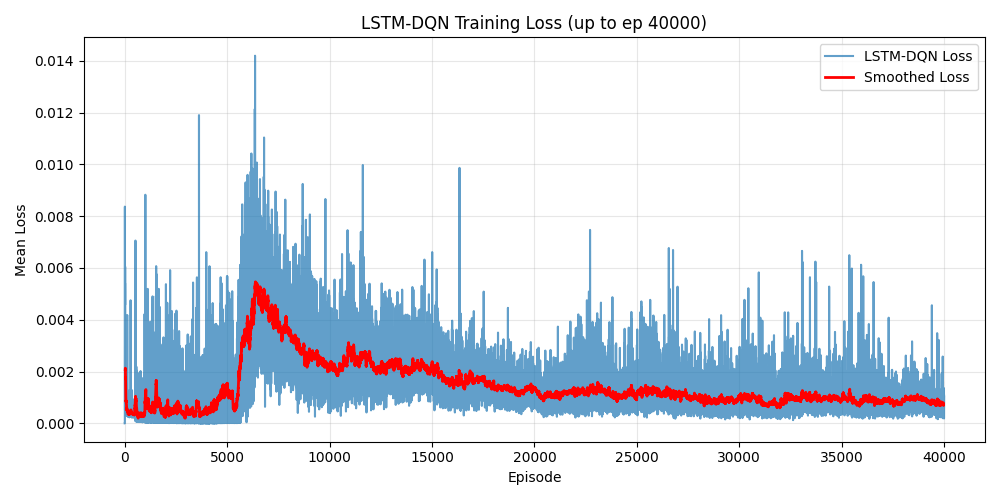 LSTM-DQN Training Loss (up to ep 40000)
LSTM-DQN Loss
Smoothed Loss
Mean Loss
0.014
0.012
0.010
0.008
0.006
0.004
0.002
0.000
0 5000 10000 15000 20000 25000 30000 35000 40000
Episode